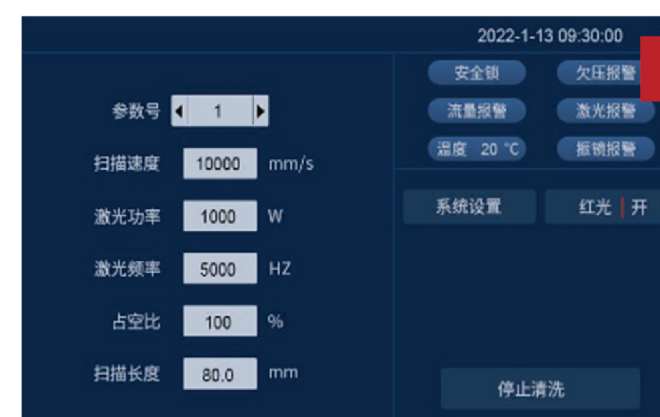 2022-1-13 09:30:00
安全锁 欠压报警
流量报警 激光报警
温度 20 ℃ 振镜报警
参数号 1
扫描速度 10000 mm/s
激光功率 1000 W
激光频率 5000 HZ
占空比 100 %
扫描长度 80.0 mm
系统设置 红光 开
停止清洗